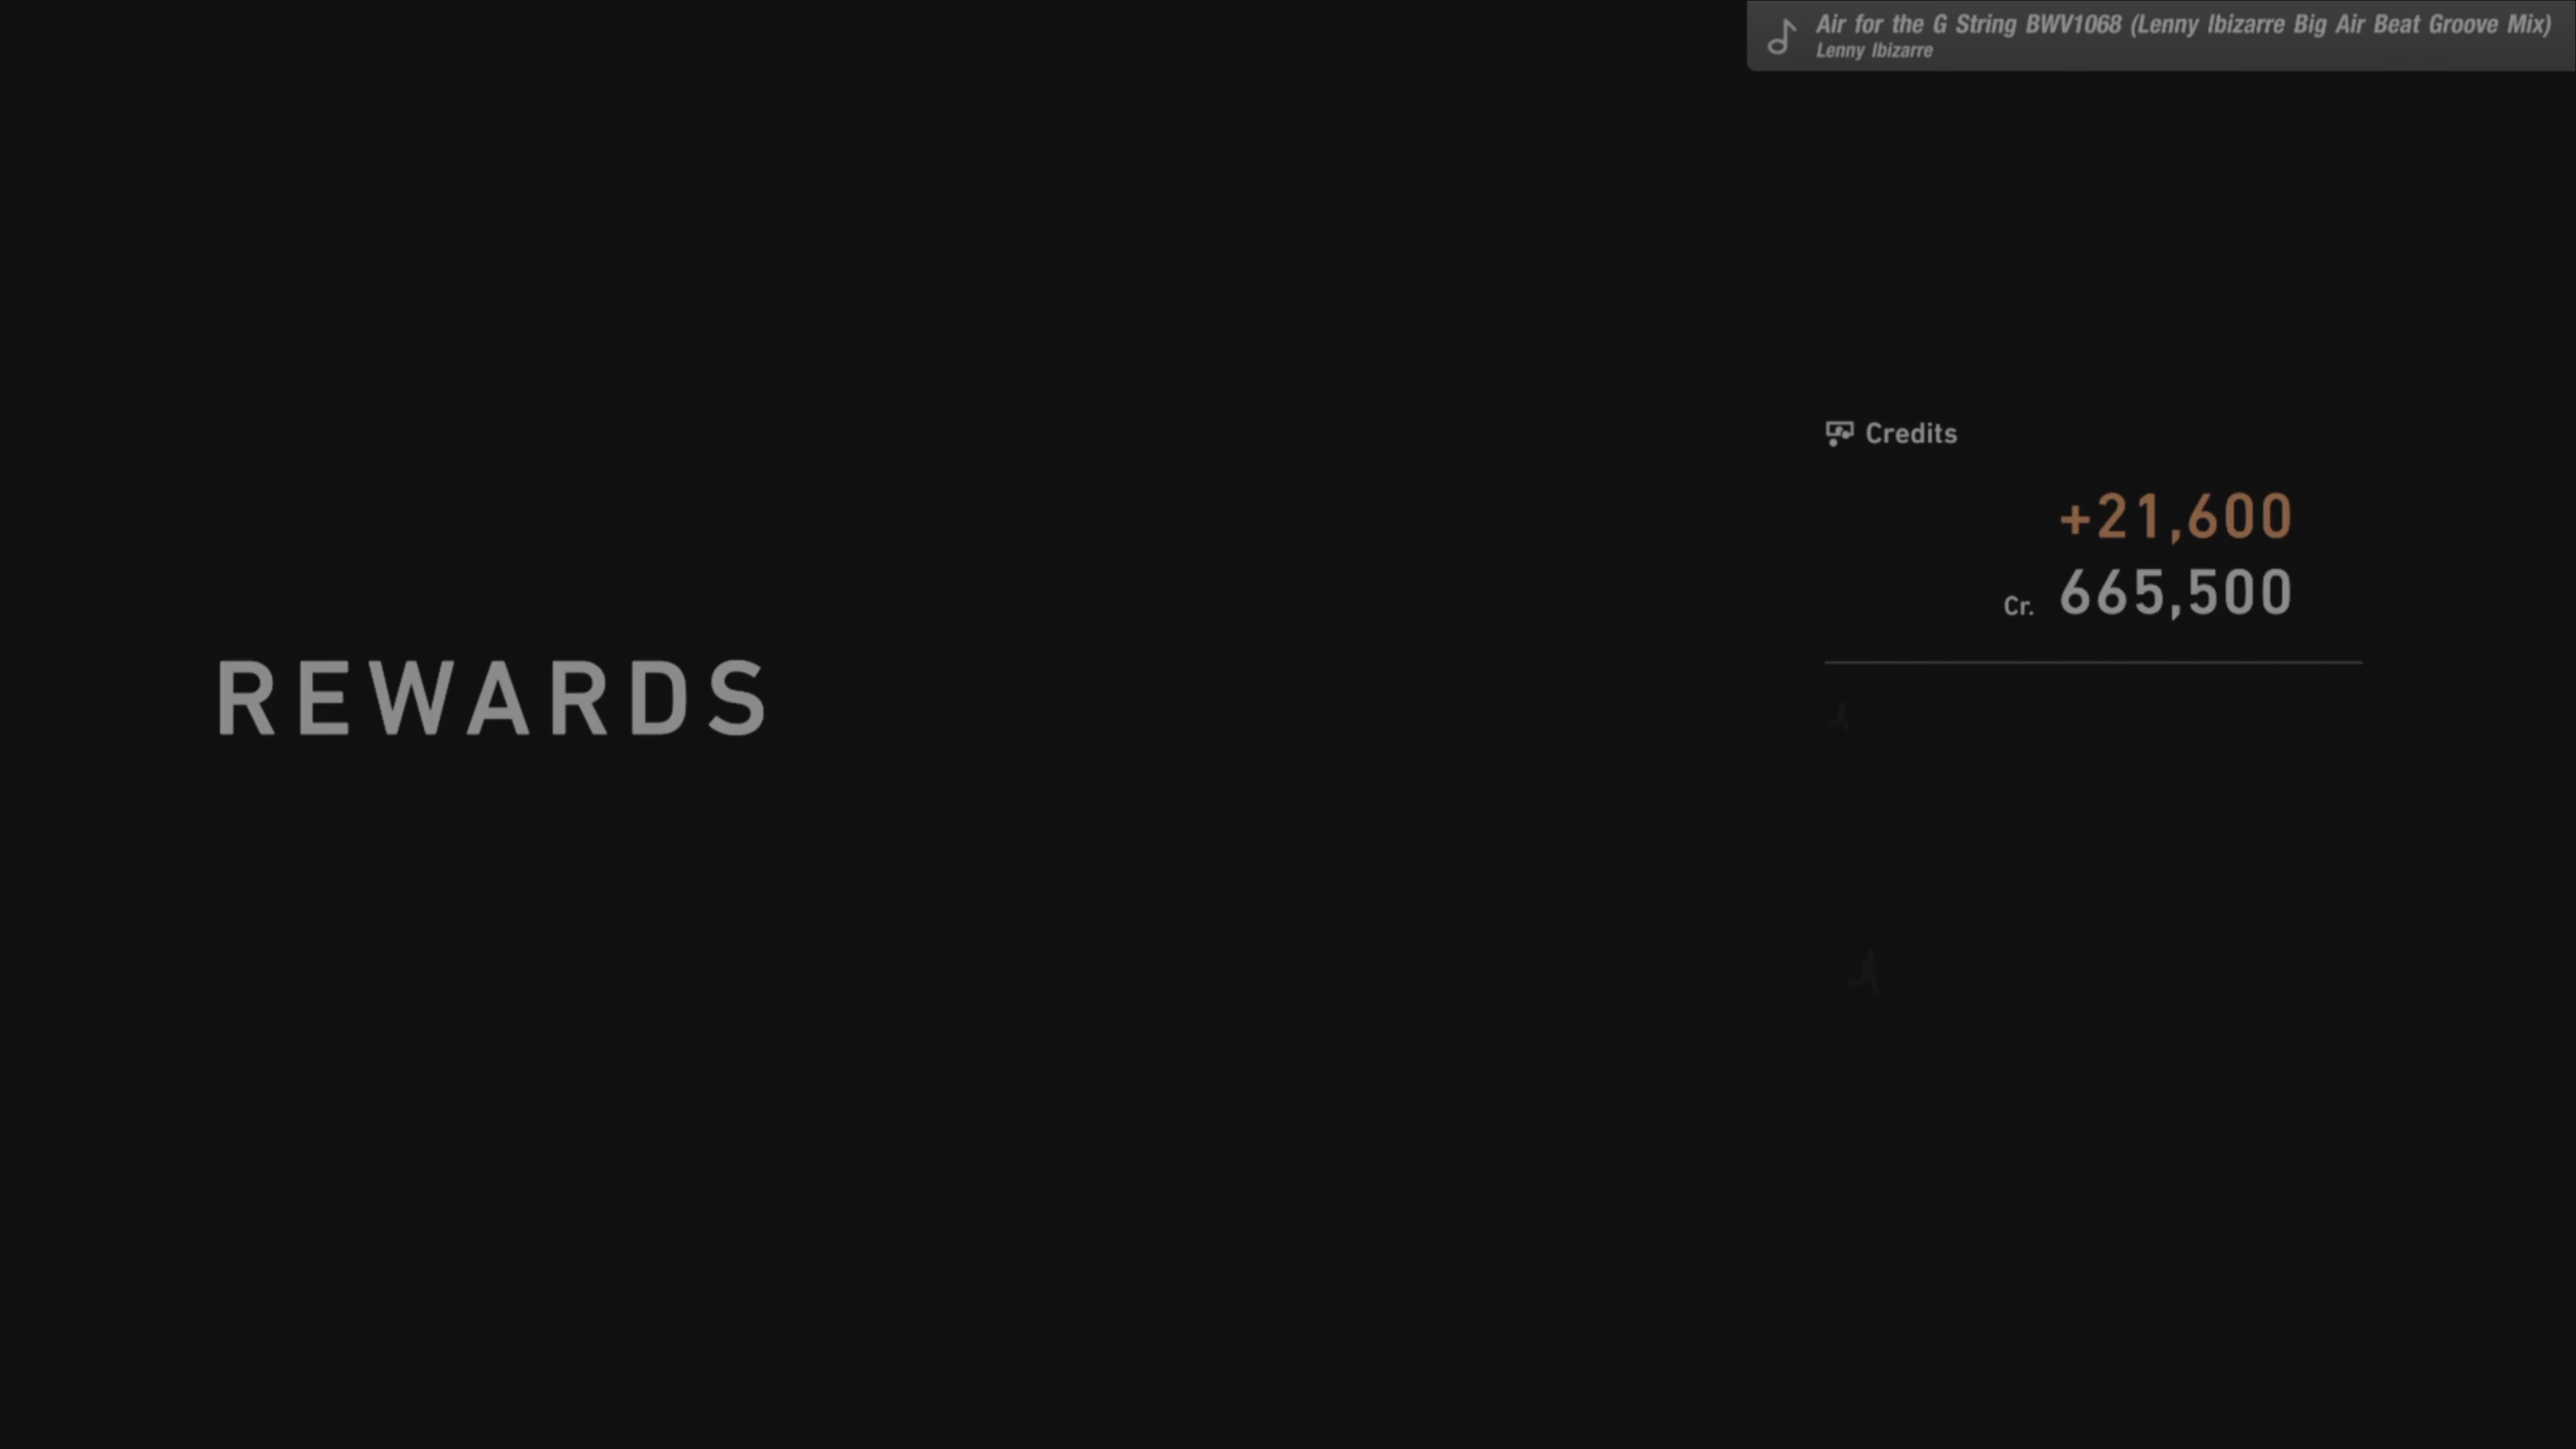 Air for the G String BWV1068 (Lenny Ibizarre Big Air Beat Groove Mix)
Lenny Ibizarre
Credits
+21,600
Cr. 665,500
REWARDS